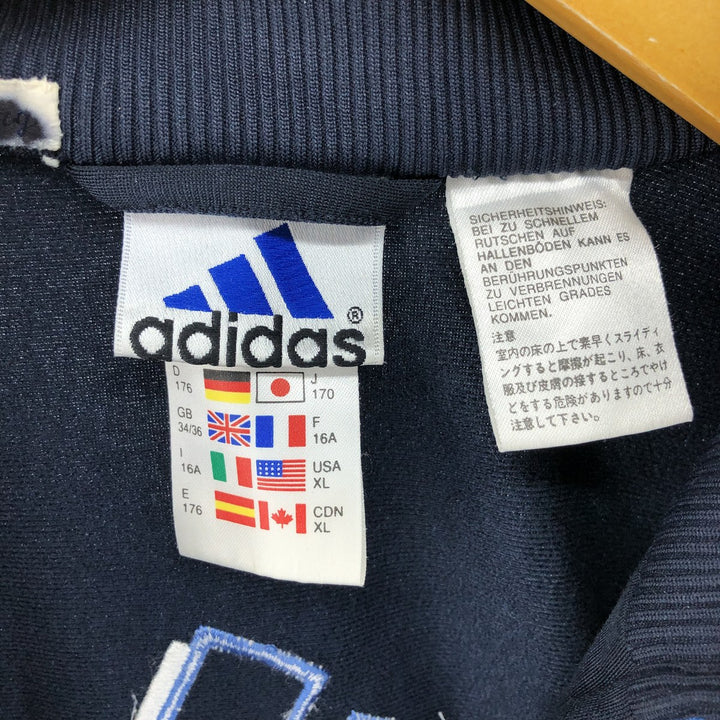 adidas®
D
176
J
170
GB
34/36
F
16A
I
16A
USA
XL
E
176
CDN
XL
SICHERHEITSHINWEIS:
BEI ZU SCHNELLEM
RUTSCHEN AUF
HALLENBÖDEN KANN ES
AN DEN
BERÜHRUNGSPUNKTEN
ZU VERBRENNUNGEN
LEICHTEN GRADES
KOMMEN.
注意
室内の床の上で素早くスライディ
ングすると摩擦が起こり、床、衣
服及び皮膚の接するところでやけ
どをする危険がありますので十分
注意して下さい。